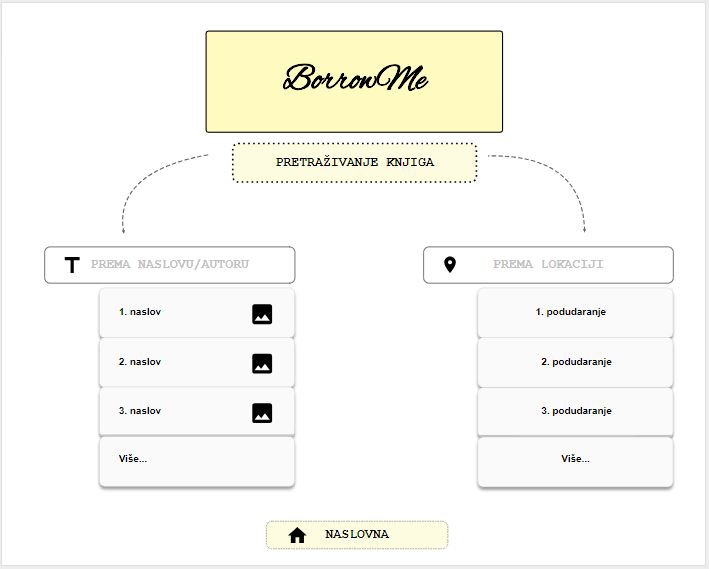 BorrowMe
PRETRAŽIVANJE KNJIGA
PREMA NASLOVU/AUTORU
1. naslov
2. naslov
3. naslov
Više...
PREMA LOKACIJI
1. podudaranje
2. podudaranje
3. podudaranje
Više...
NASLOVNA